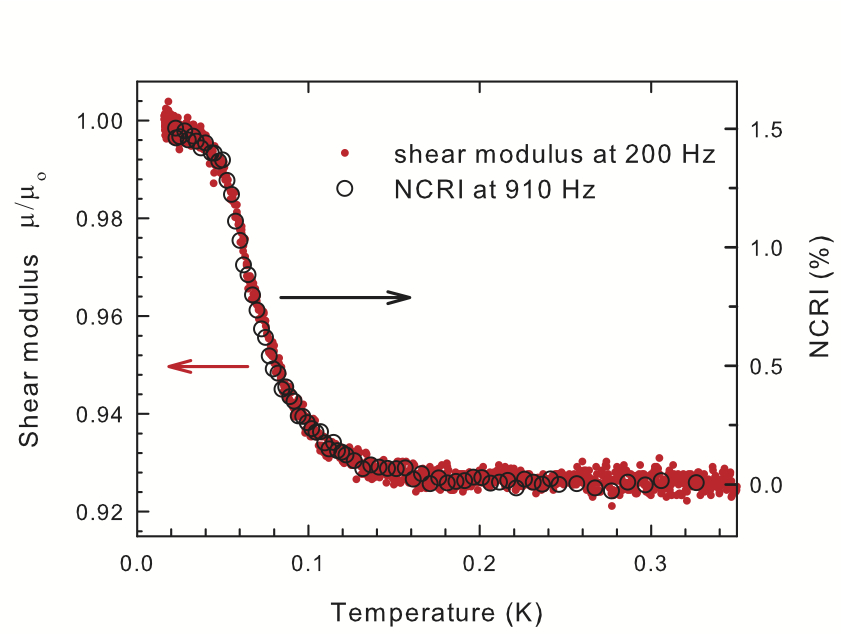 1.00
0.98
0.96
0.94
0.92
Shear modulus μ/μo
shear modulus at 200 Hz
NCRI at 910 Hz
1.5
1.0
0.5
0.0
NCRI (%)
0.0 0.1 0.2 0.3
Temperature (K)